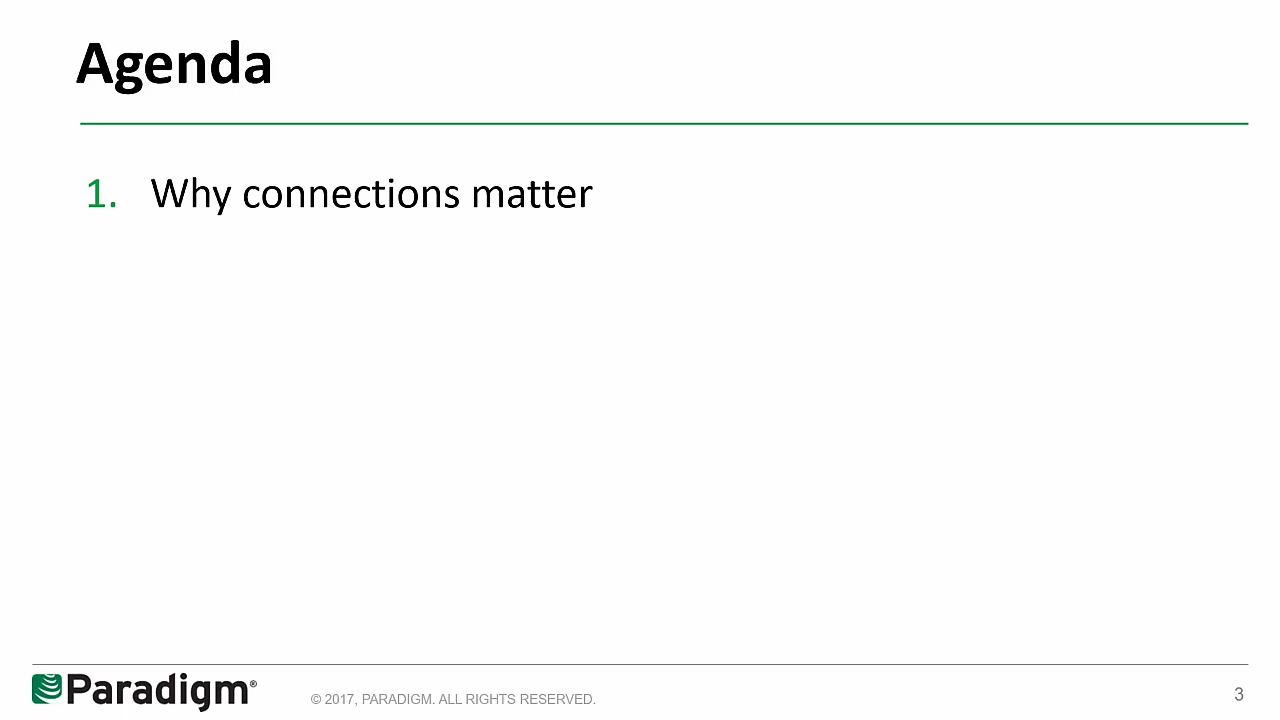 Agenda
1. Why connections matter
Paradigm®
© 2017, PARADIGM. ALL RIGHTS RESERVED.
3